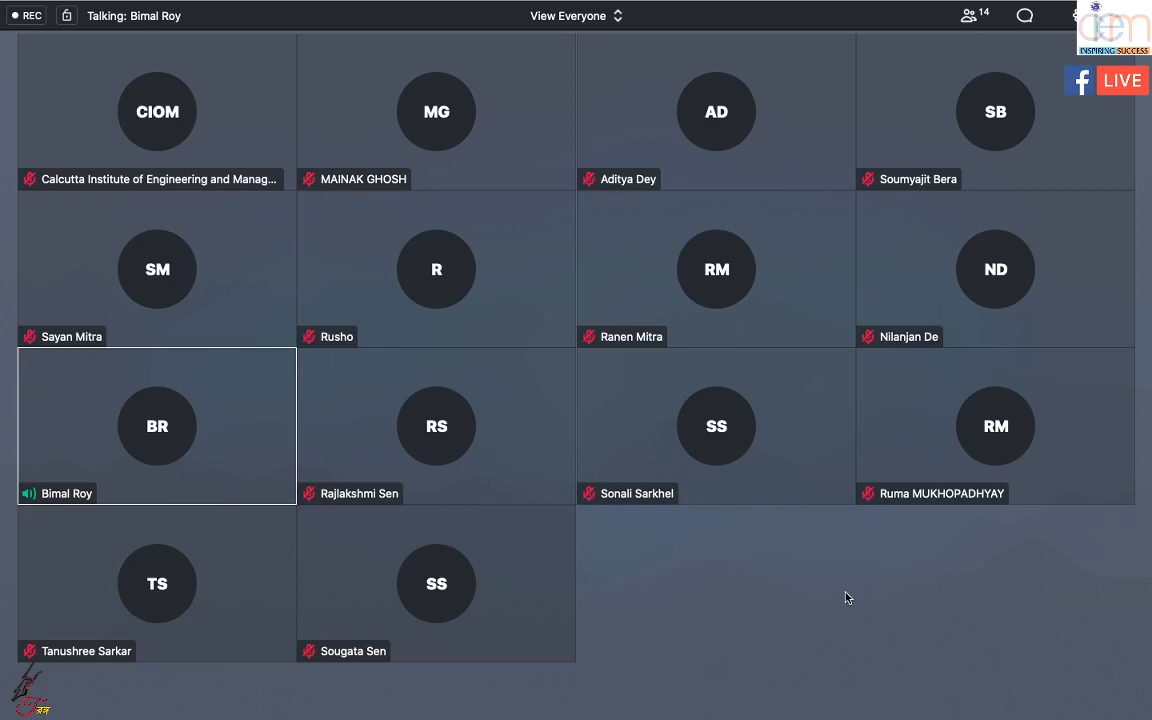 REC
Talking: Bimal Roy
View Everyone
14
aem
INSPIRING SUCCESS
f LIVE
CIOM
MG
AD
SB
Calcutta Institute of Engineering and Manag...
MAINAK GHOSH
Aditya Dey
Soumyajit Bera
SM
R
RM
ND
Sayan Mitra
Rusho
Ranen Mitra
Nilanjan De
BR
RS
SS
RM
Bimal Roy
Rajlakshmi Sen
Sonali Sarkhel
Ruma MUKHOPADHYAY
TS
SS
Tanushree Sarkar
Sougata Sen